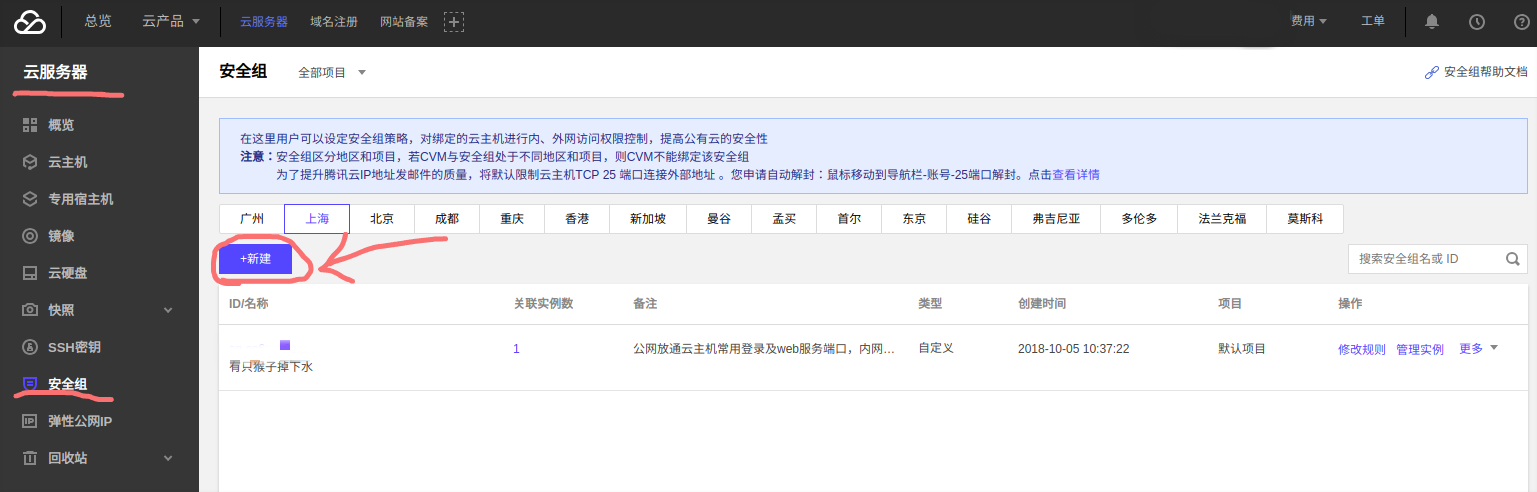 总览 云产品 云服务器 域名注册 网站备案 费用 工单
云服务器
概览
云主机
专用宿主机
镜像
云硬盘
快照
SSH密钥
安全组
弹性公网IP
回收站
安全组 全部项目 安全组帮助文档
在这里用户可以设定安全组策略，对绑定的云主机进行内、外网访问权限控制，提高公有云的安全性
注意：安全组区分地区和项目，若CVM与安全组处于不同地区和项目，则CVM不能绑定该安全组
为了提升腾讯云IP地址发邮件的质量，将默认限制云主机TCP 25 端口连接外部地址 。您申请自动解封：鼠标移动到导航栏-账号-25端口解封。点击查看详情
广州 上海 北京 成都 重庆 香港 新加坡 曼谷 孟买 首尔 东京 硅谷 弗吉尼亚 多伦多 法兰克福 莫斯科
+新建 搜索安全组名或 ID
ID/名称 关联实例数 备注 类型 创建时间 项目 操作
1 公网放通云主机常用登录及web服务端口，内网… 自定义 2018-10-05 10:37:22 默认项目 修改规则 管理实例 更多
有只猴子掉下水